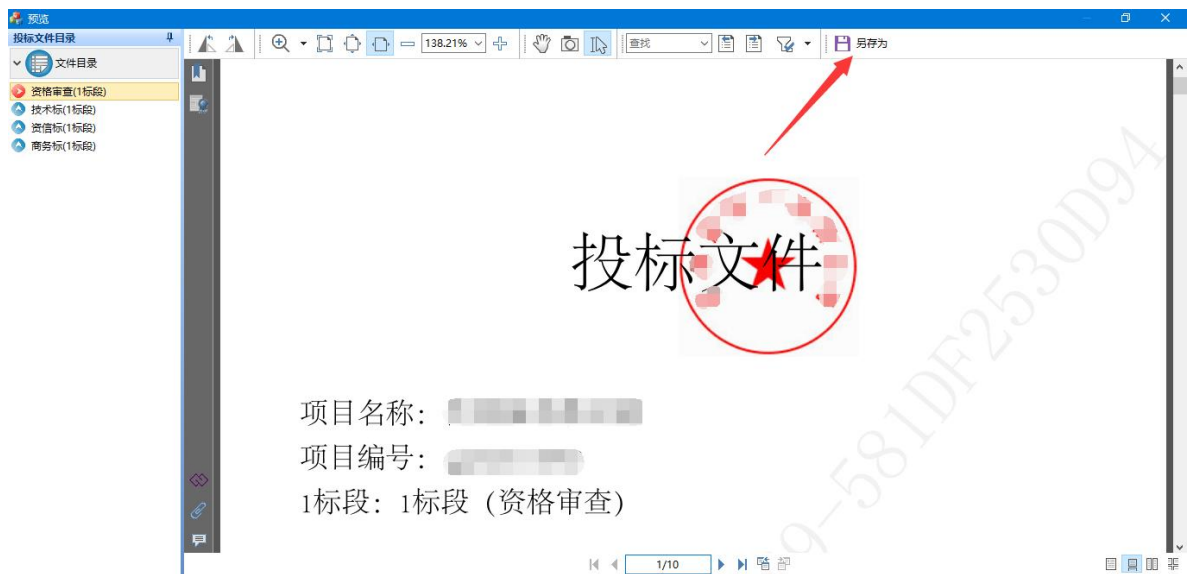 预览
投标文件目录
138.21%
查找
另存为
文件目录
资格审查(1标段)
技术标(1标段)
资信标(1标段)
商务标(1标段)
投标文件
项目名称:
项目编号:
1标段: 1标段 (资格审查)
9-581DF2530D94
1/10